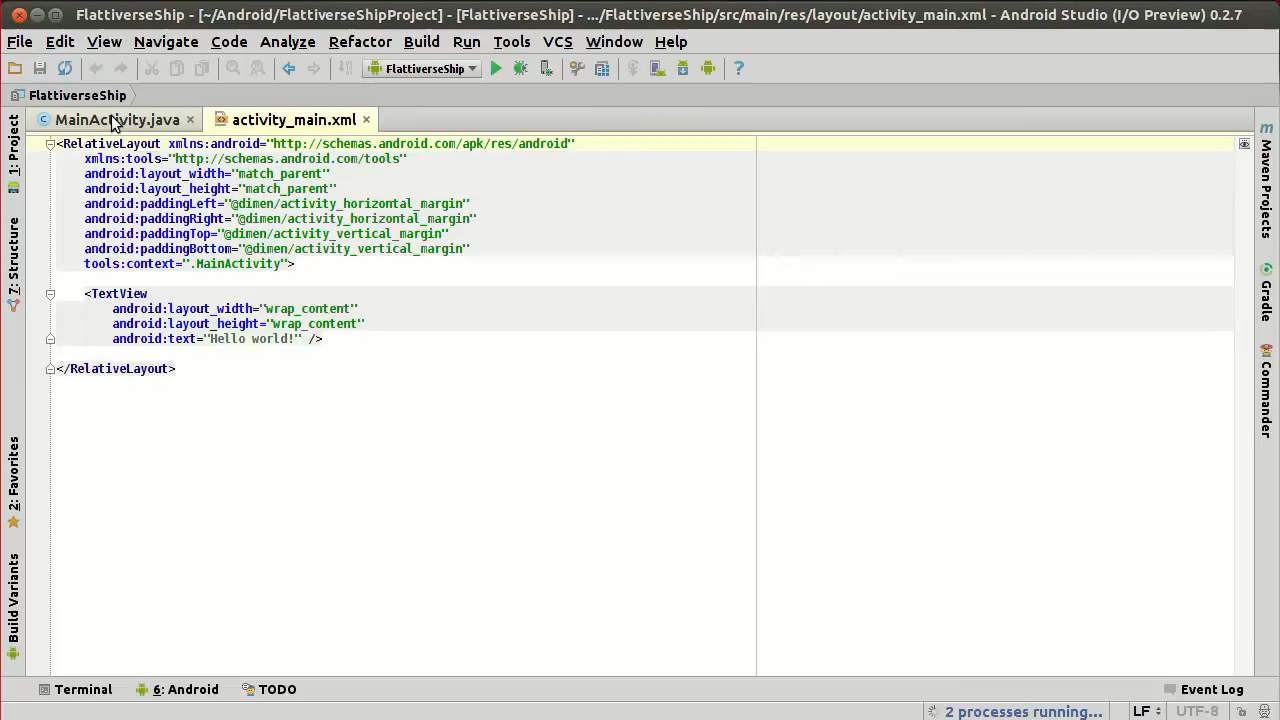 FlattiverseShip - [~/Android/FlattiverseShipProject] - [FlattiverseShip] - .../FlattiverseShip/src/main/res/layout/activity_main.xml - Android Studio (I/O Preview) 0.2.7
File Edit View Navigate Code Analyze Refactor Build Run Tools VCS Window Help
FlattiverseShip
FlattiverseShip
MainActivity.java
activity_main.xml
<RelativeLayout xmlns:android="http://schemas.android.com/apk/res/android"
xmlns:tools="http://schemas.android.com/tools"
android:layout_width="match_parent"
android:layout_height="match_parent"
android:paddingLeft="@dimen/activity_horizontal_margin"
android:paddingRight="@dimen/activity_horizontal_margin"
android:paddingTop="@dimen/activity_vertical_margin"
android:paddingBottom="@dimen/activity_vertical_margin"
tools:context=".MainActivity">
<TextView
android:layout_width="wrap_content"
android:layout_height="wrap_content"
android:text="Hello world!" />
</RelativeLayout>
1: Project
7: Structure
2: Favorites
Build Variants
Maven Projects
Gradle
Commander
Terminal
6: Android
TODO
Event Log
2 processes running...
LF
UTF-8